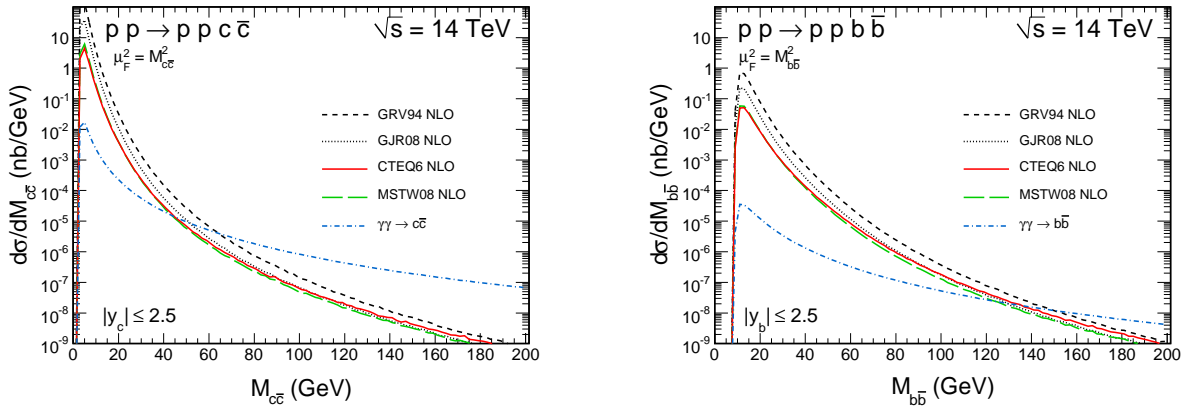 p p → p p c c̄
√s = 14 TeV
μ_F² = M²_cc̄
GRV94 NLO
GJR08 NLO
CTEQ6 NLO
MSTW08 NLO
γγ → cc̄
|y_c| ≤ 2.5
dσ/dM_cc̄ (nb/GeV)
10
1
10⁻¹
10⁻²
10⁻³
10⁻⁴
10⁻⁵
10⁻⁶
10⁻⁷
10⁻⁸
10⁻⁹
0 20 40 60 80 100 120 140 160 180 200
M_cc̄ (GeV)
p p → p p b b̄
√s = 14 TeV
μ_F² = M²_bb̄
GRV94 NLO
GJR08 NLO
CTEQ6 NLO
MSTW08 NLO
γγ → bb̄
|y_b| ≤ 2.5
dσ/dM_bb̄ (nb/GeV)
10
1
10⁻¹
10⁻²
10⁻³
10⁻⁴
10⁻⁵
10⁻⁶
10⁻⁷
10⁻⁸
10⁻⁹
0 20 40 60 80 100 120 140 160 180 200
M_bb̄ (GeV)